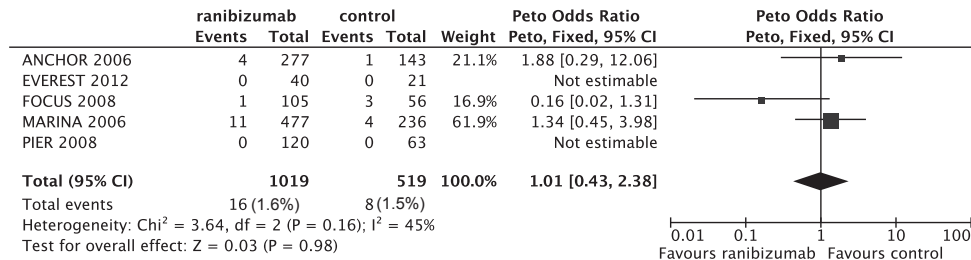 ranibizumab control Peto Odds Ratio Peto Odds Ratio
Events Total Events Total Weight Peto, Fixed, 95% CI Peto, Fixed, 95% CI
ANCHOR 2006 4 277 1 143 21.1% 1.88 [0.29, 12.06]
EVEREST 2012 0 40 0 21 Not estimable
FOCUS 2008 1 105 3 56 16.9% 0.16 [0.02, 1.31]
MARINA 2006 11 477 4 236 61.9% 1.34 [0.45, 3.98]
PIER 2008 0 120 0 63 Not estimable
Total (95% CI) 1019 519 100.0% 1.01 [0.43, 2.38]
Total events 16 (1.6%) 8 (1.5%)
Heterogeneity: Chi² = 3.64, df = 2 (P = 0.16); I² = 45%
Test for overall effect: Z = 0.03 (P = 0.98)
0.01 0.1 1 10 100
Favours ranibizumab Favours control